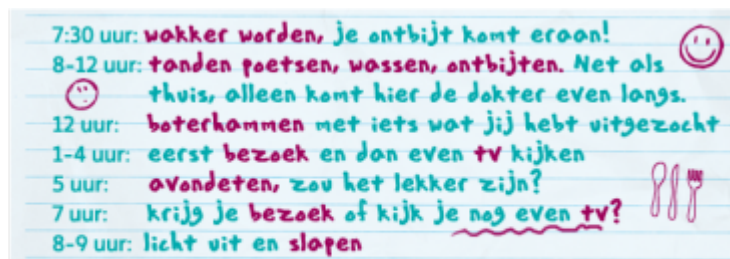 7:30 uur: wakker worden, je ontbijt komt eraan!
8-12 uur: tanden poetsen, wassen, ontbijten. Net als
thuis, alleen komt hier de dokter even langs.
12 uur: boterhammen met iets wat jij hebt uitgezocht
1-4 uur: eerst bezoek en dan even tv kijken
5 uur: avondeten, zou het lekker zijn?
7 uur: krijg je bezoek of kijk je nog even tv?
8-9 uur: licht uit en slapen